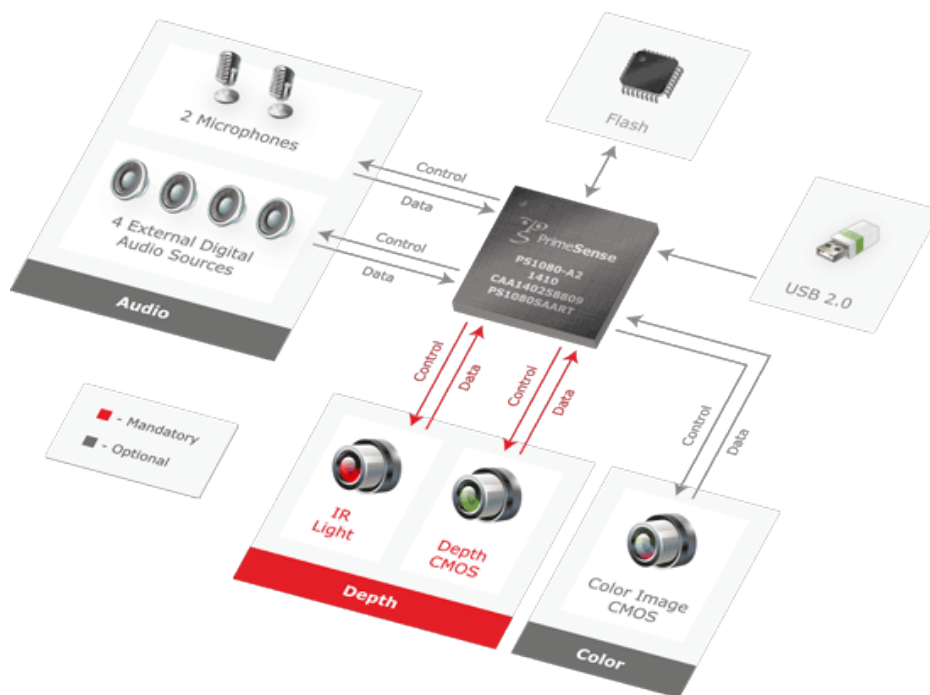 2 Microphones
4 External Digital
Audio Sources
Audio
Control
Data
Control
Data
Flash
PrimeSense
PS1080-A2
1410
CAA140258809
PS1080SAART
USB 2.0
Control
Data
Control
Data
Control
Data
- Mandatory
- Optional
IR
Light
Depth
CMOS
Depth
Color Image
CMOS
Color